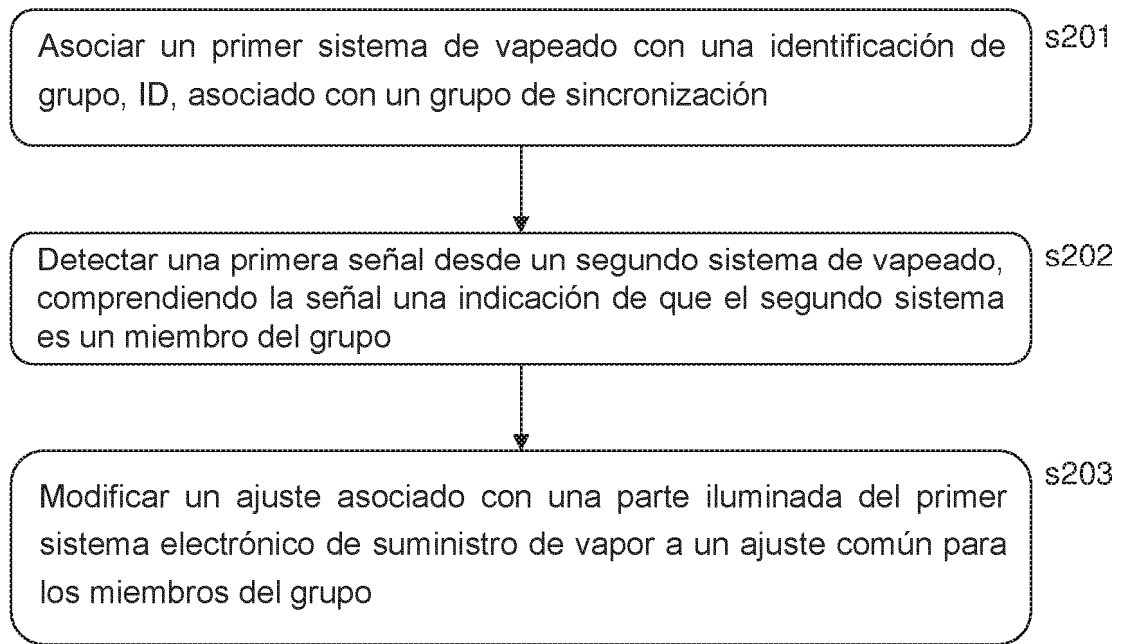 Asociar un primer sistema de vapeado con una identificación de
grupo, ID, asociado con un grupo de sincronización
s201
Detectar una primera señal desde un segundo sistema de vapeado,
comprendiendo la señal una indicación de que el segundo sistema
es un miembro del grupo
s202
Modificar un ajuste asociado con una parte iluminada del primer
sistema electrónico de suministro de vapor a un ajuste común para
los miembros del grupo
s203